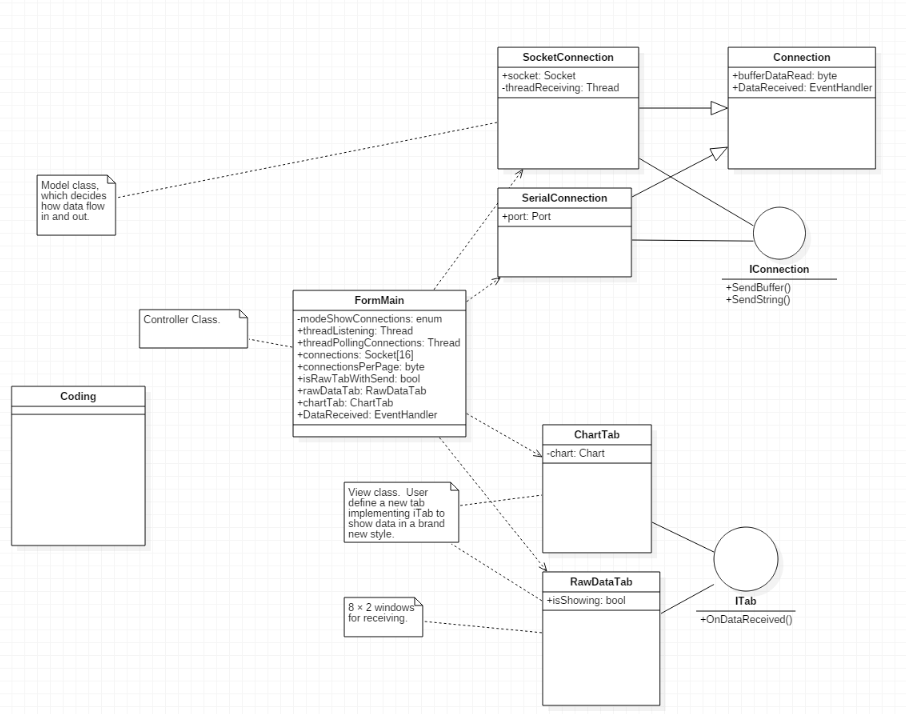 SocketConnection
+socket: Socket
-threadReceiving: Thread
Connection
+bufferDataRead: byte
+DataReceived: EventHandler
Model class,
which decides
how data flow
in and out.
SerialConnection
+port: Port
IConnection
+SendBuffer()
+SendString()
FormMain
-modeShowConnections: enum
+threadListening: Thread
+threadPollingConnections: Thread
+connections: Socket[16]
+connectionsPerPage: byte
+isRawTabWithSend: bool
+rawDataTab: RawDataTab
+chartTab: ChartTab
+DataReceived: EventHandler
Controller Class.
Coding
ChartTab
-chart: Chart
View class. User
define a new tab
implementing iTab to
show data in a brand
new style.
RawDataTab
+isShowing: bool
ITab
+OnDataReceived()
8 × 2 windows
for receiving.